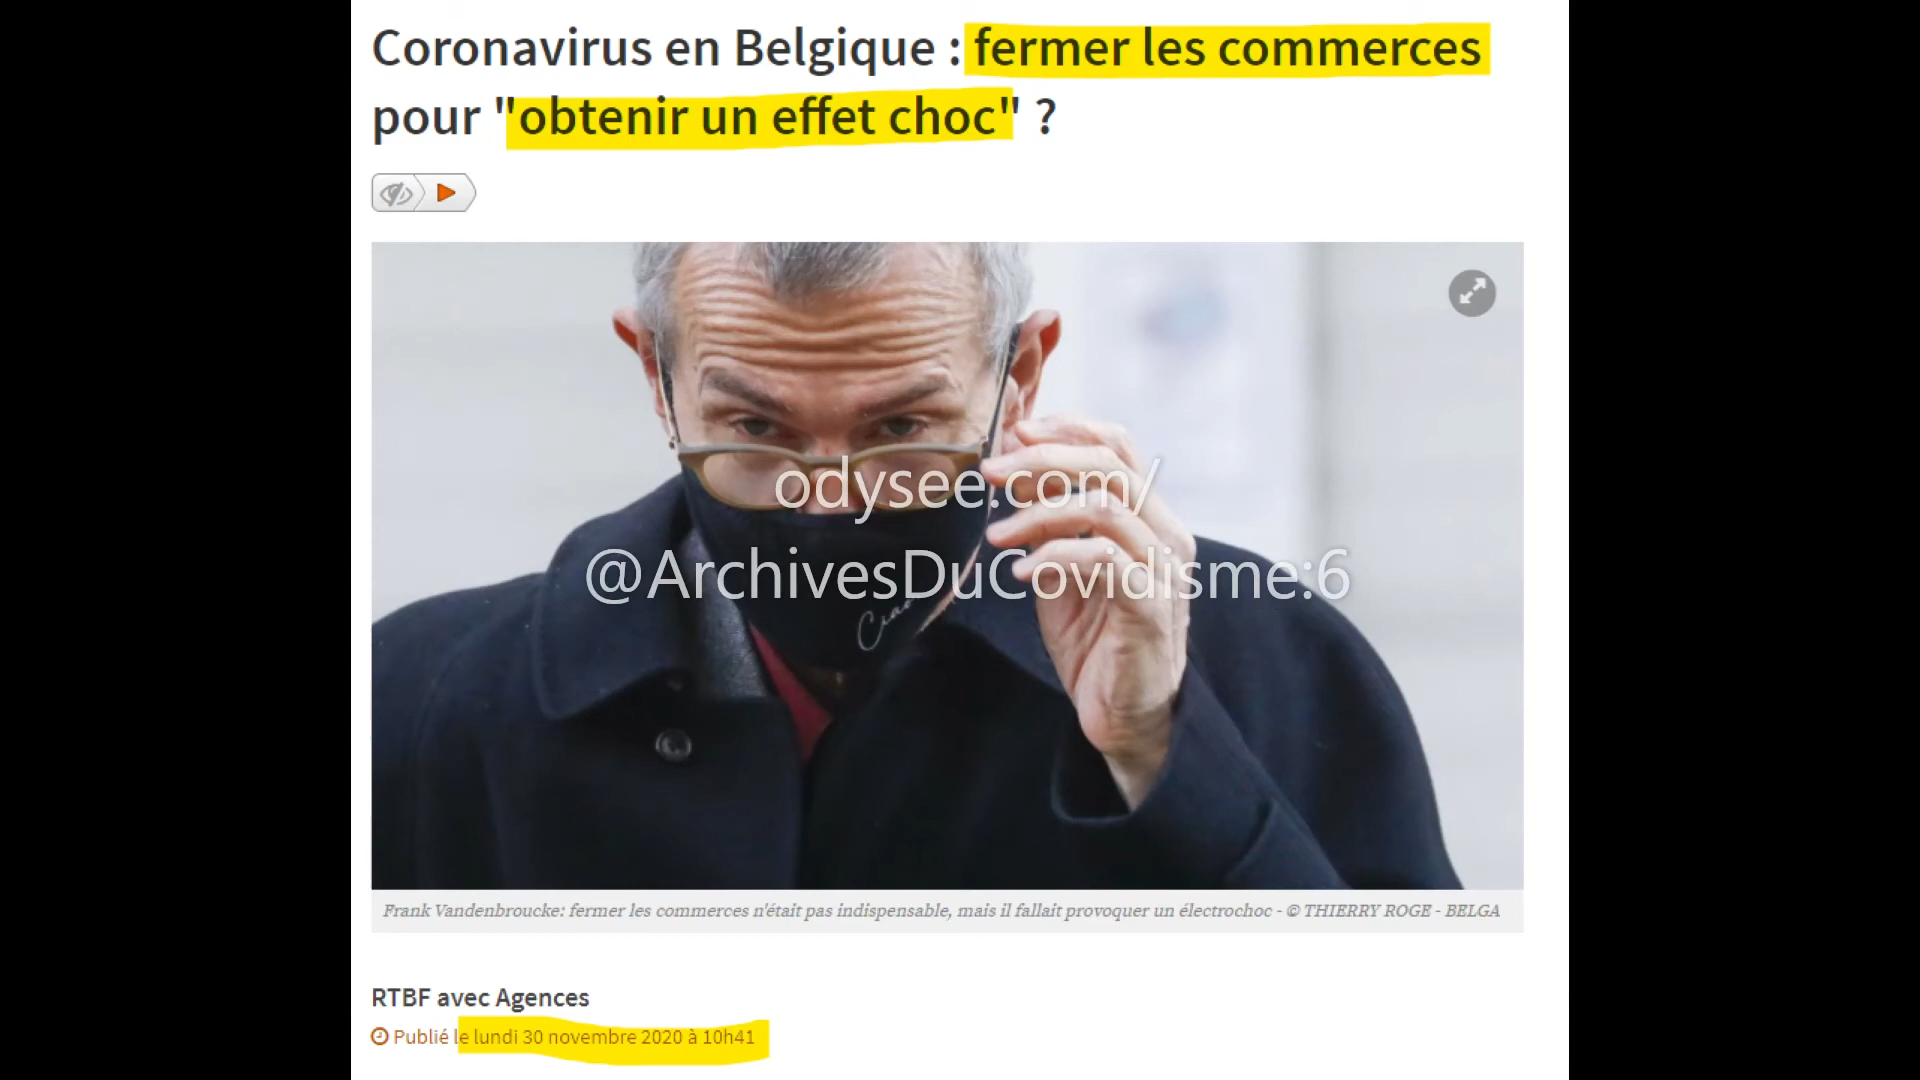 Coronavirus en Belgique : fermer les commerces
pour "obtenir un effet choc" ?
odysee.com/
@ArchivesDuCovidisme:6
Ciao
Frank Vandenbroucke: fermer les commerces n'était pas indispensable, mais il fallait provoquer un électrochoc - © THIERRY ROGE - BELGA
RTBF avec Agences
Publié le lundi 30 novembre 2020 à 10h41